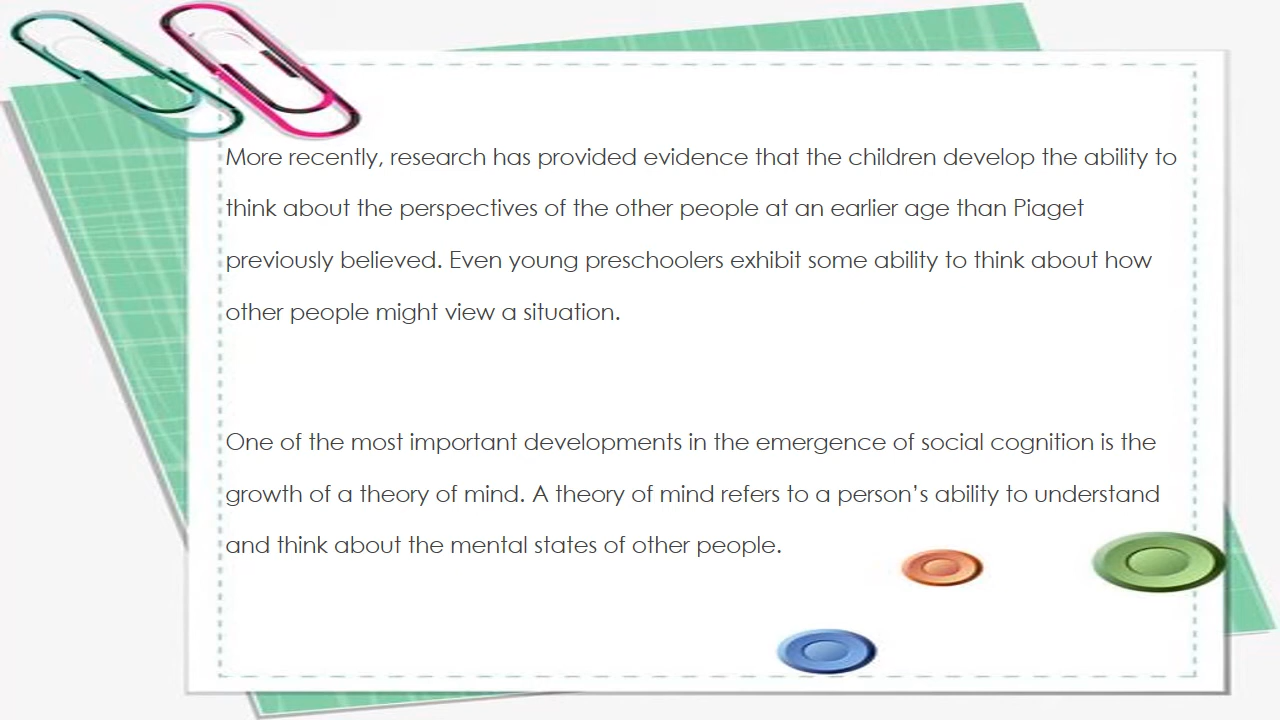 More recently, research has provided evidence that the children develop the ability to
think about the perspectives of the other people at an earlier age than Piaget
previously believed. Even young preschoolers exhibit some ability to think about how
other people might view a situation.
One of the most important developments in the emergence of social cognition is the
growth of a theory of mind. A theory of mind refers to a person’s ability to understand
and think about the mental states of other people.